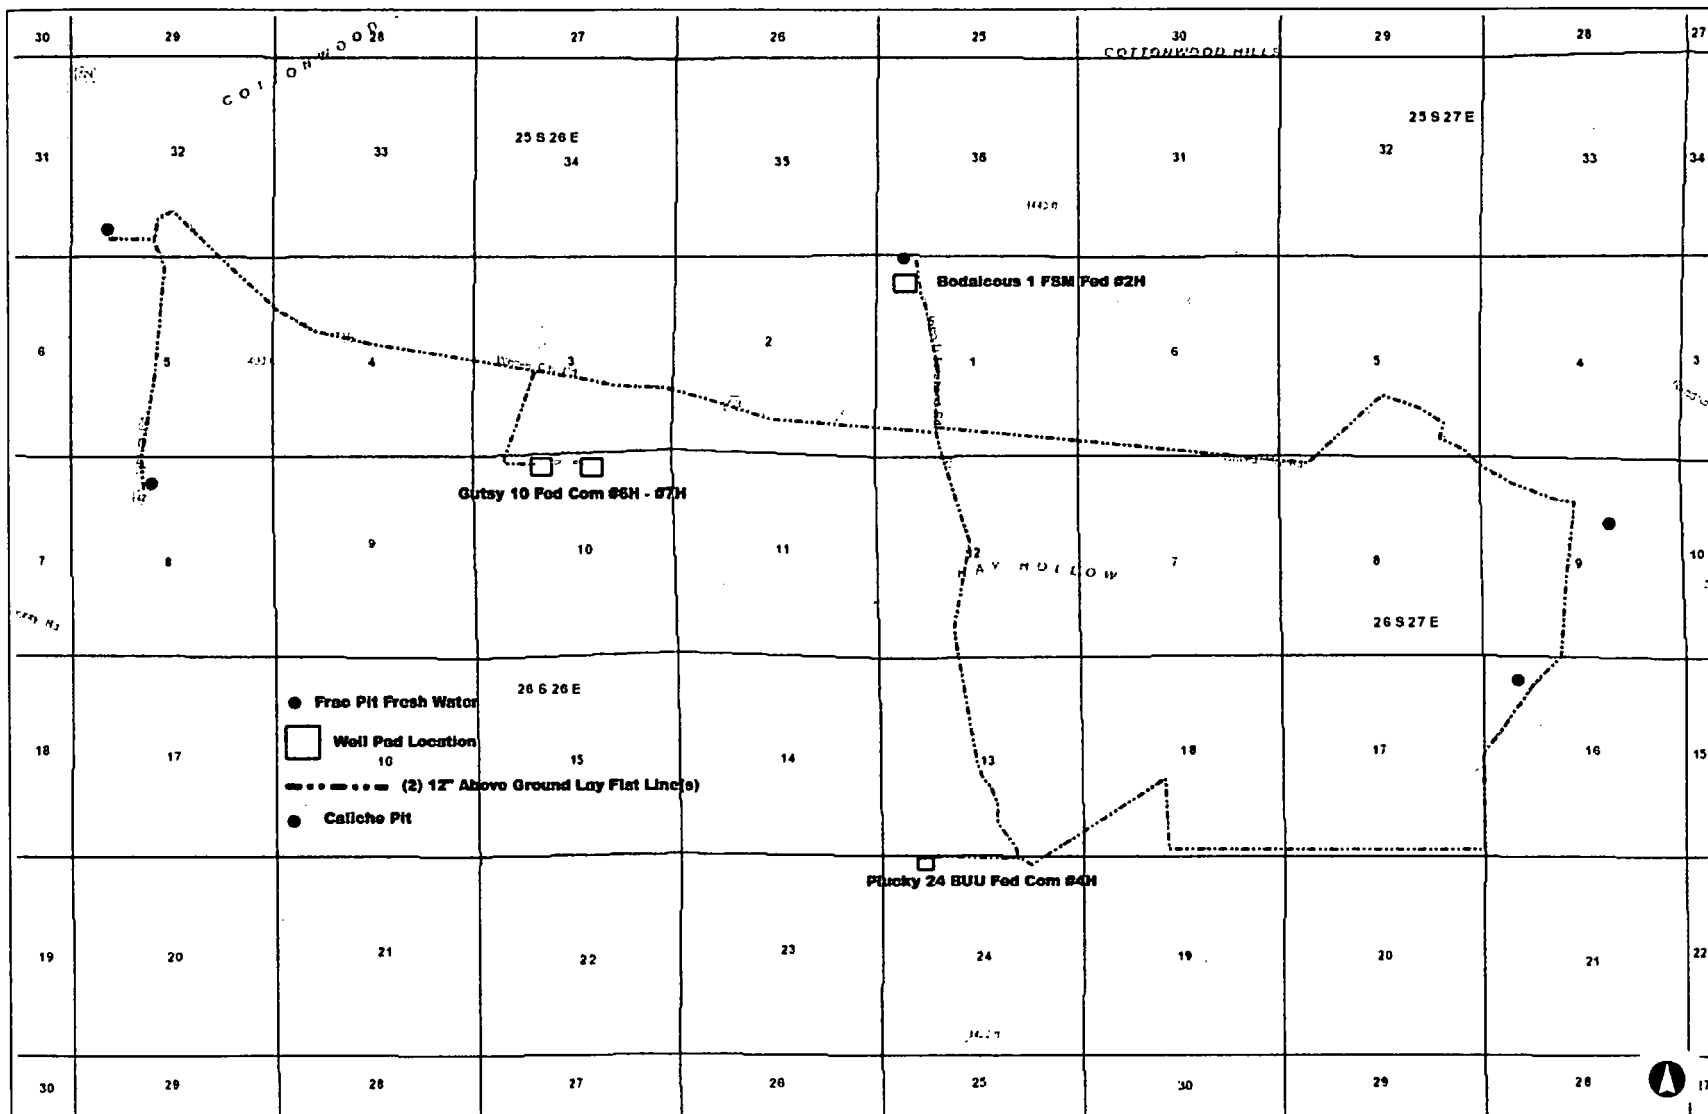 30 29 28 27 26 25 30 29 28 27
COTTONWOOD
COTTONWOOD HILLS
25 S 26 E
25 S 27 E
31 32 33 34 35 36 31 32 33 34
Bodaicous 1 FSM Fed #2H
6 5 4 3 2 1 6 5 4 3
Gutsy 10 Fed Com #6H - #7H
7 8 9 10 11 12 7 8 9 10
HAY HOLLOW
26 S 27 E
26 S 26 E
Frac Pit Fresh Water
Well Pad Location
18 17 16 15 14 13 18 17 16 15
(2) 12" Above Ground Lay Flat Line(s)
Caliche Pit
Plucky 24 BUU Fed Com #4H
19 20 21 22 23 24 19 20 21 22
30 29 28 27 26 25 30 29 28